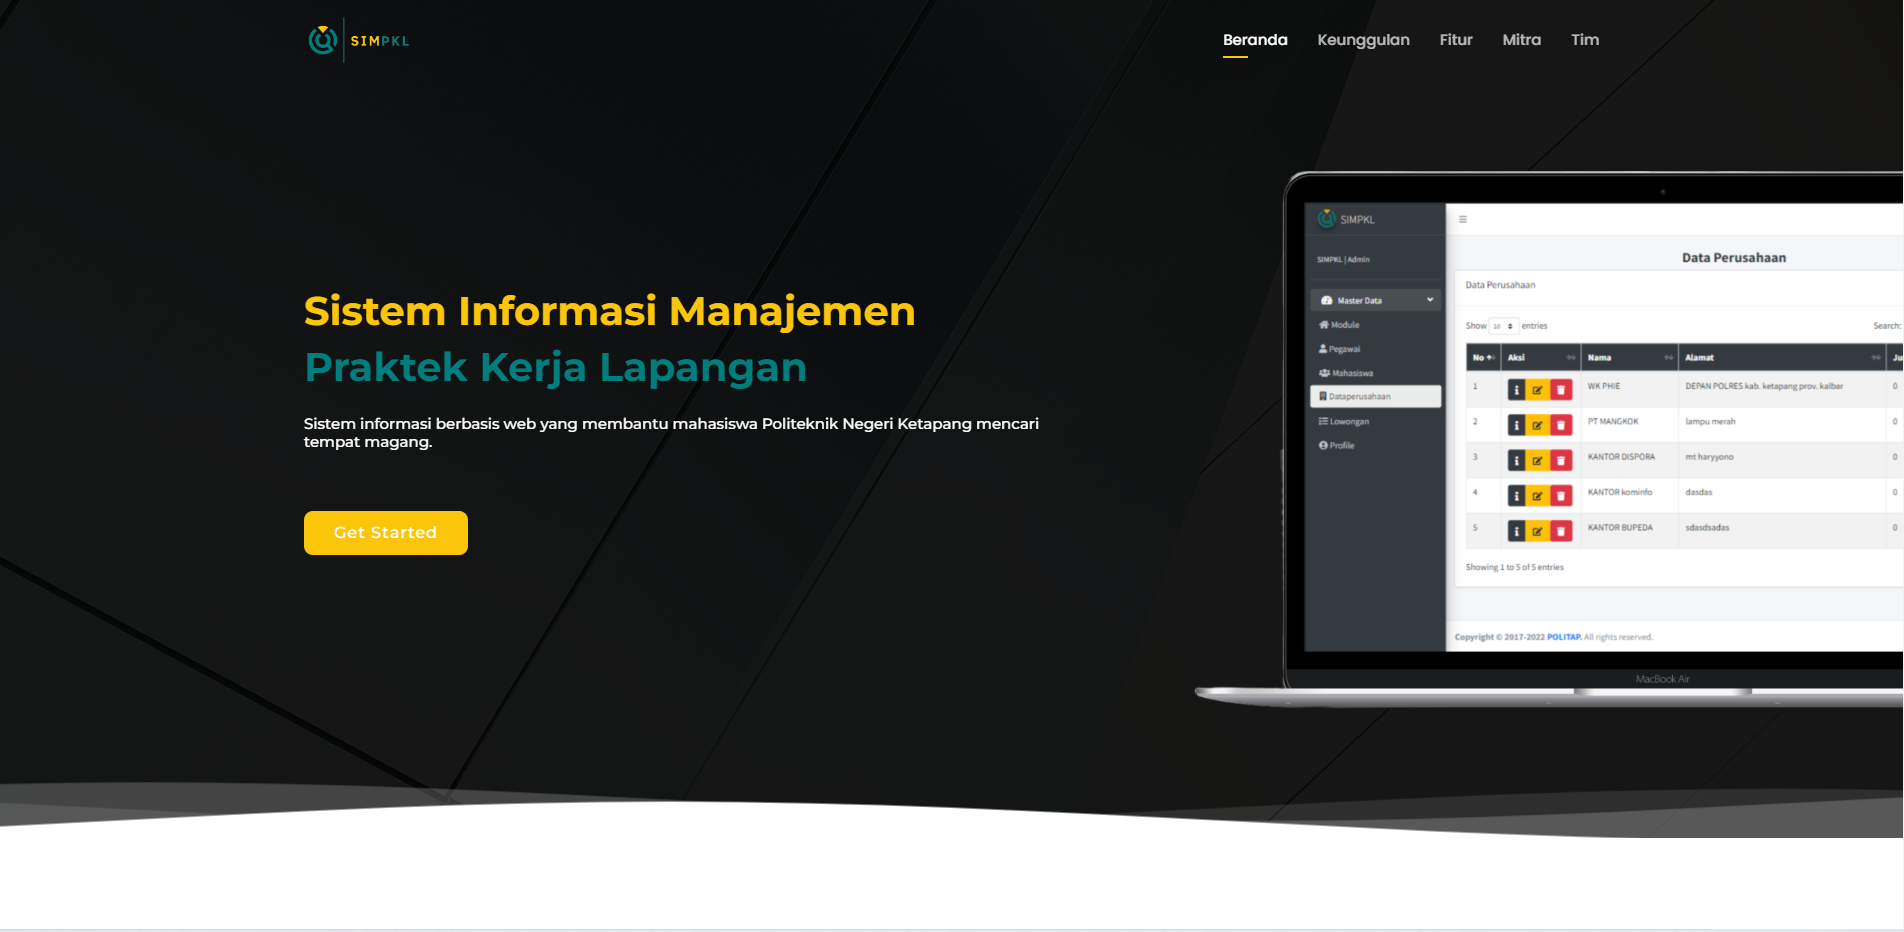 SIMPKL
Beranda Keunggulan Fitur Mitra Tim
Sistem Informasi Manajemen
Praktek Kerja Lapangan
Sistem informasi berbasis web yang membantu mahasiswa Politeknik Negeri Ketapang mencari
tempat magang.
Get Started
SIMPKL
SIMPKL | Admin
Master Data
Module
Pegawai
Mahasiswa
Dataperusahaan
Lowongan
Profile
Data Perusahaan
Data Perusahaan
Show 10 entries
Search:
No Aksi Nama Alamat Ju
1 WK PHIE DEPAN POLRES kab. ketapang prov. kalbar 0
2 PT MANGKOK lampu merah 0
3 KANTOR DISPORA mt haryyono 0
4 KANTOR kominfo dasdas 0
5 KANTOR BUPEDA sdasdsadas 0
Showing 1 to 5 of 5 entries
Copyright © 2017-2022 POLITAP. All rights reserved.
MacBook Air